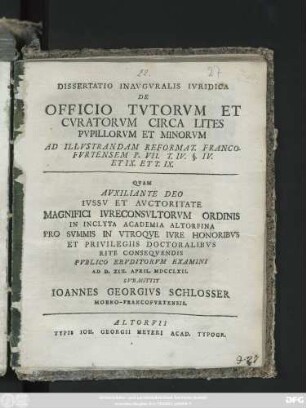 DISSERTATIO INAVGVRALIS IVRIDICA
DE
OFFICIO TVTORVM ET
CVRATORVM CIRCA LITES
PVPILLORVM ET MINORVM
AD ILLVSTRANDAM REFORMAT. FRANCO-
FVRTENSEM P. VII. T. IV. §. IV.
ET IX. ET T. IX.
QVAM
AVXILIANTE DEO
IVSSV ET AVCTORITATE
MAGNIFICI IVRECONSVLTORVM ORDINIS
IN INCLYTA ACADEMIA ALTORFINA
PRO SVMMIS IN VTROQVE IVRE HONORIBVS
ET PRIVILEGIIS DOCTORALIBVS
RITE CONSEQVENDIS
PVBLICO ERVDITORVM EXAMINI
AD D. XIX. APRIL. MDCCLXII.
SVBMITTIT
IOANNES GEORGIVS SCHLOSSER
MOENO-FRANCOFVRTENSIS.
ALTORFII
TYPIS IOH. GEORGII MEYERI ACAD. TYPOGR.